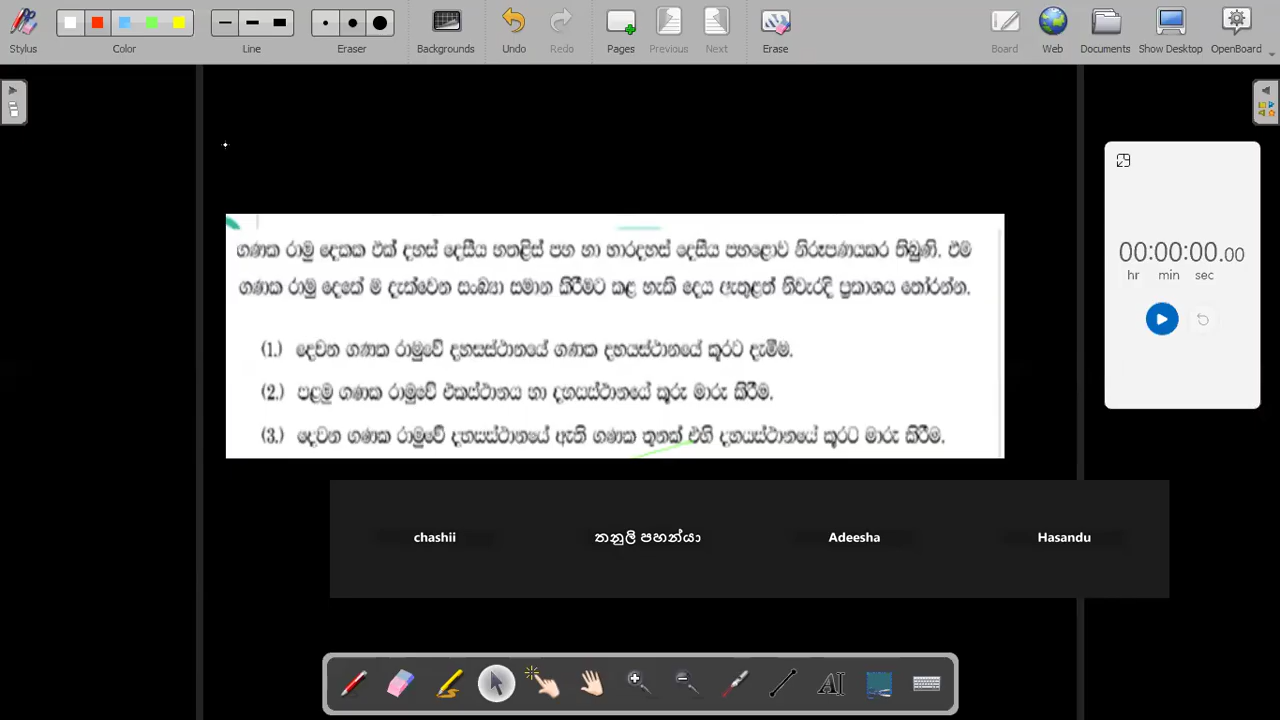 Stylus Color Line Eraser Backgrounds Undo Redo Pages Previous Next Erase Board Web Documents Show Desktop OpenBoard
ගණක රාමු දෙකක එක් දහස් දෙසීය හතළිස් පහ හා හාරදහස් දෙසීය පහළොව නිරූපණයකර තිබුණි. එම
ගණක රාමු දෙකේ ම දැක්වෙන සංඛ්‍යා සමාන කිරීමට කළ හැකි දෙය ඇතුළත් නිවැරදි ප්‍රකාශය තෝරන්න.
(1.) දෙවන ගණක රාමුවේ දහසස්ථානයේ ගණක දහයස්ථානයේ කූරට දැමීම.
(2.) පළමු ගණක රාමුවේ එකස්ථානය හා දහසස්ථානයේ කූරු මාරු කිරීම.
(3.) දෙවන ගණක රාමුවේ දහසස්ථානයේ ඇති ගණක තුනක් එහි දහයස්ථානයේ කූරට මාරු කිරීම.
00:00:00.00
hr min sec
chashii තනුලි පහන්යා Adeesha Hasandu